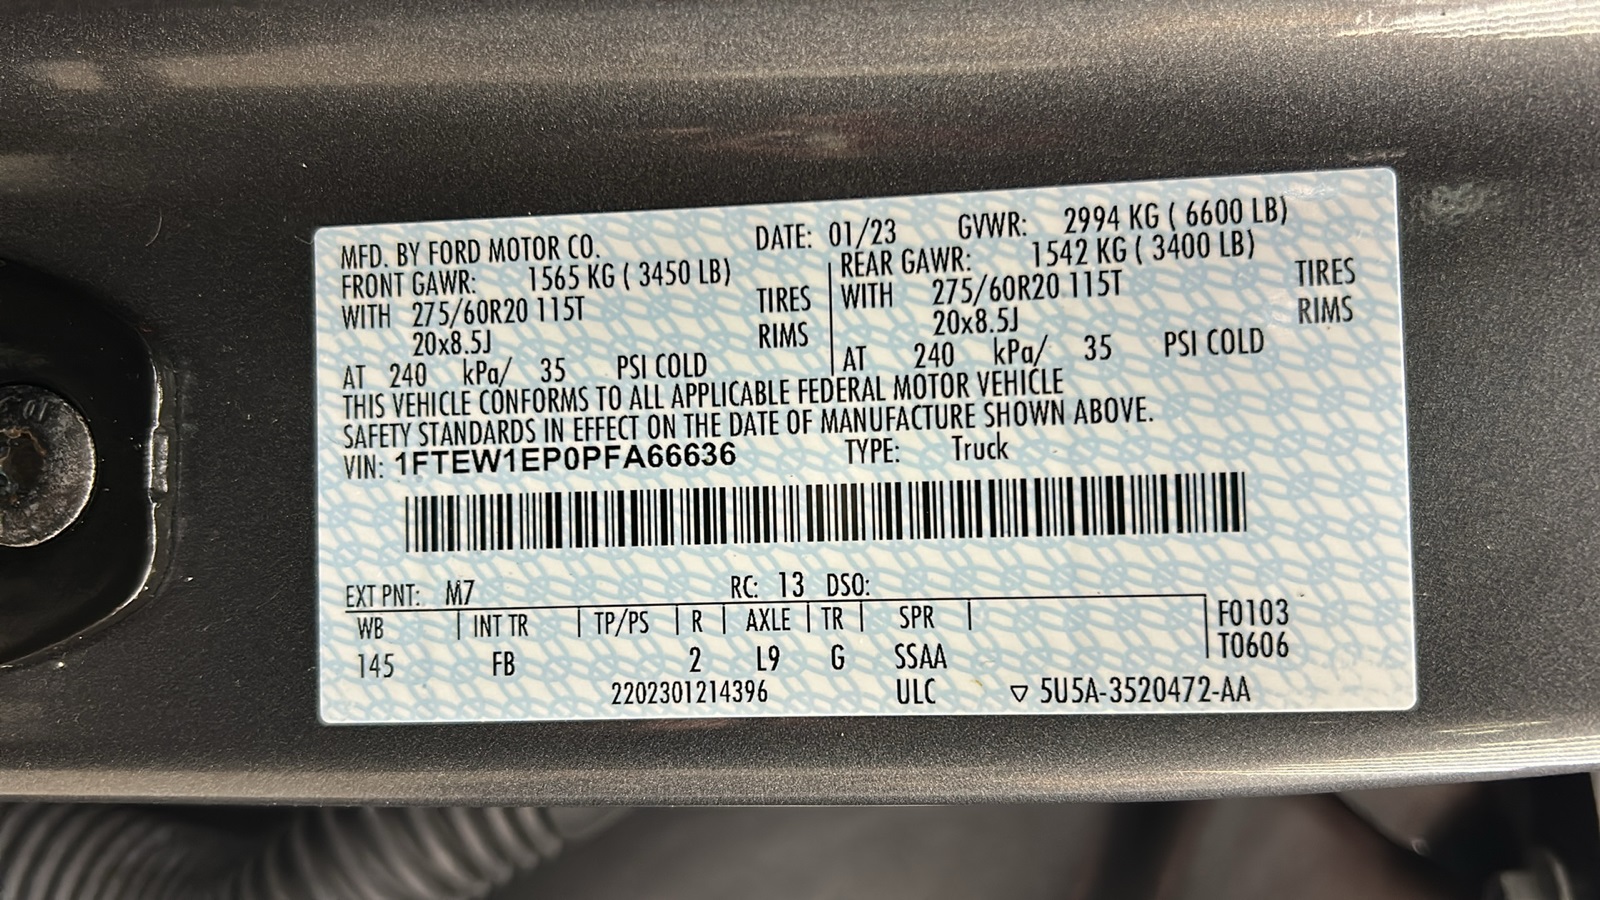 MFD. BY FORD MOTOR CO. DATE: 01/23 GVWR: 2994 KG ( 6600 LB)
FRONT GAWR: 1565 KG ( 3450 LB) REAR GAWR: 1542 KG ( 3400 LB)
WITH 275/60R20 115T TIRES WITH 275/60R20 115T TIRES
20x8.5J RIMS 20x8.5J RIMS
AT 240 kPa/ 35 PSI COLD AT 240 kPa/ 35 PSI COLD
THIS VEHICLE CONFORMS TO ALL APPLICABLE FEDERAL MOTOR VEHICLE
SAFETY STANDARDS IN EFFECT ON THE DATE OF MANUFACTURE SHOWN ABOVE.
VIN: 1FTEW1EP0PFA66636 TYPE: Truck
EXT PNT: M7 RC: 13 DSO:
WB INT TR TP/PS R AXLE TR SPR F0103
145 FB 2 L9 G SSAA T0606
2202301214396 ULC ▽ 5U5A-3520472-AA